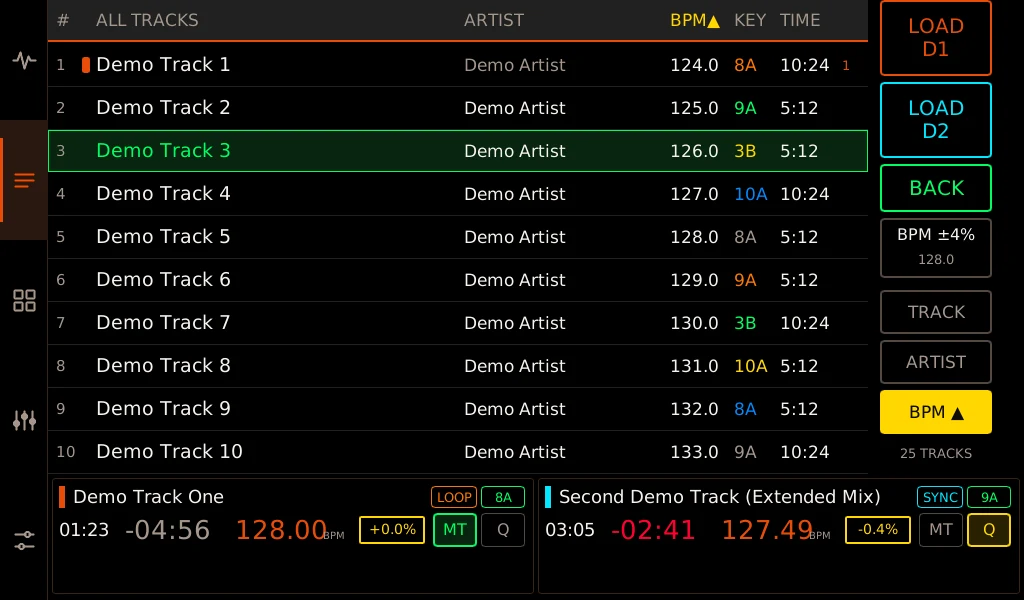 # ALL TRACKS ARTIST BPM▲ KEY TIME
1 Demo Track 1 Demo Artist 124.0 8A 10:24 1
2 Demo Track 2 Demo Artist 125.0 9A 5:12
3 Demo Track 3 Demo Artist 126.0 3B 5:12
4 Demo Track 4 Demo Artist 127.0 10A 10:24
5 Demo Track 5 Demo Artist 128.0 8A 5:12
6 Demo Track 6 Demo Artist 129.0 9A 5:12
7 Demo Track 7 Demo Artist 130.0 3B 10:24
8 Demo Track 8 Demo Artist 131.0 10A 5:12
9 Demo Track 9 Demo Artist 132.0 8A 5:12
10 Demo Track 10 Demo Artist 133.0 9A 10:24
LOAD
D1
LOAD
D2
BACK
BPM ±4%
128.0
TRACK
ARTIST
BPM ▲
25 TRACKS
Demo Track One LOOP 8A
01:23 -04:56 128.00 BPM +0.0% MT Q
Second Demo Track (Extended Mix) SYNC 9A
03:05 -02:41 127.49 BPM -0.4% MT Q